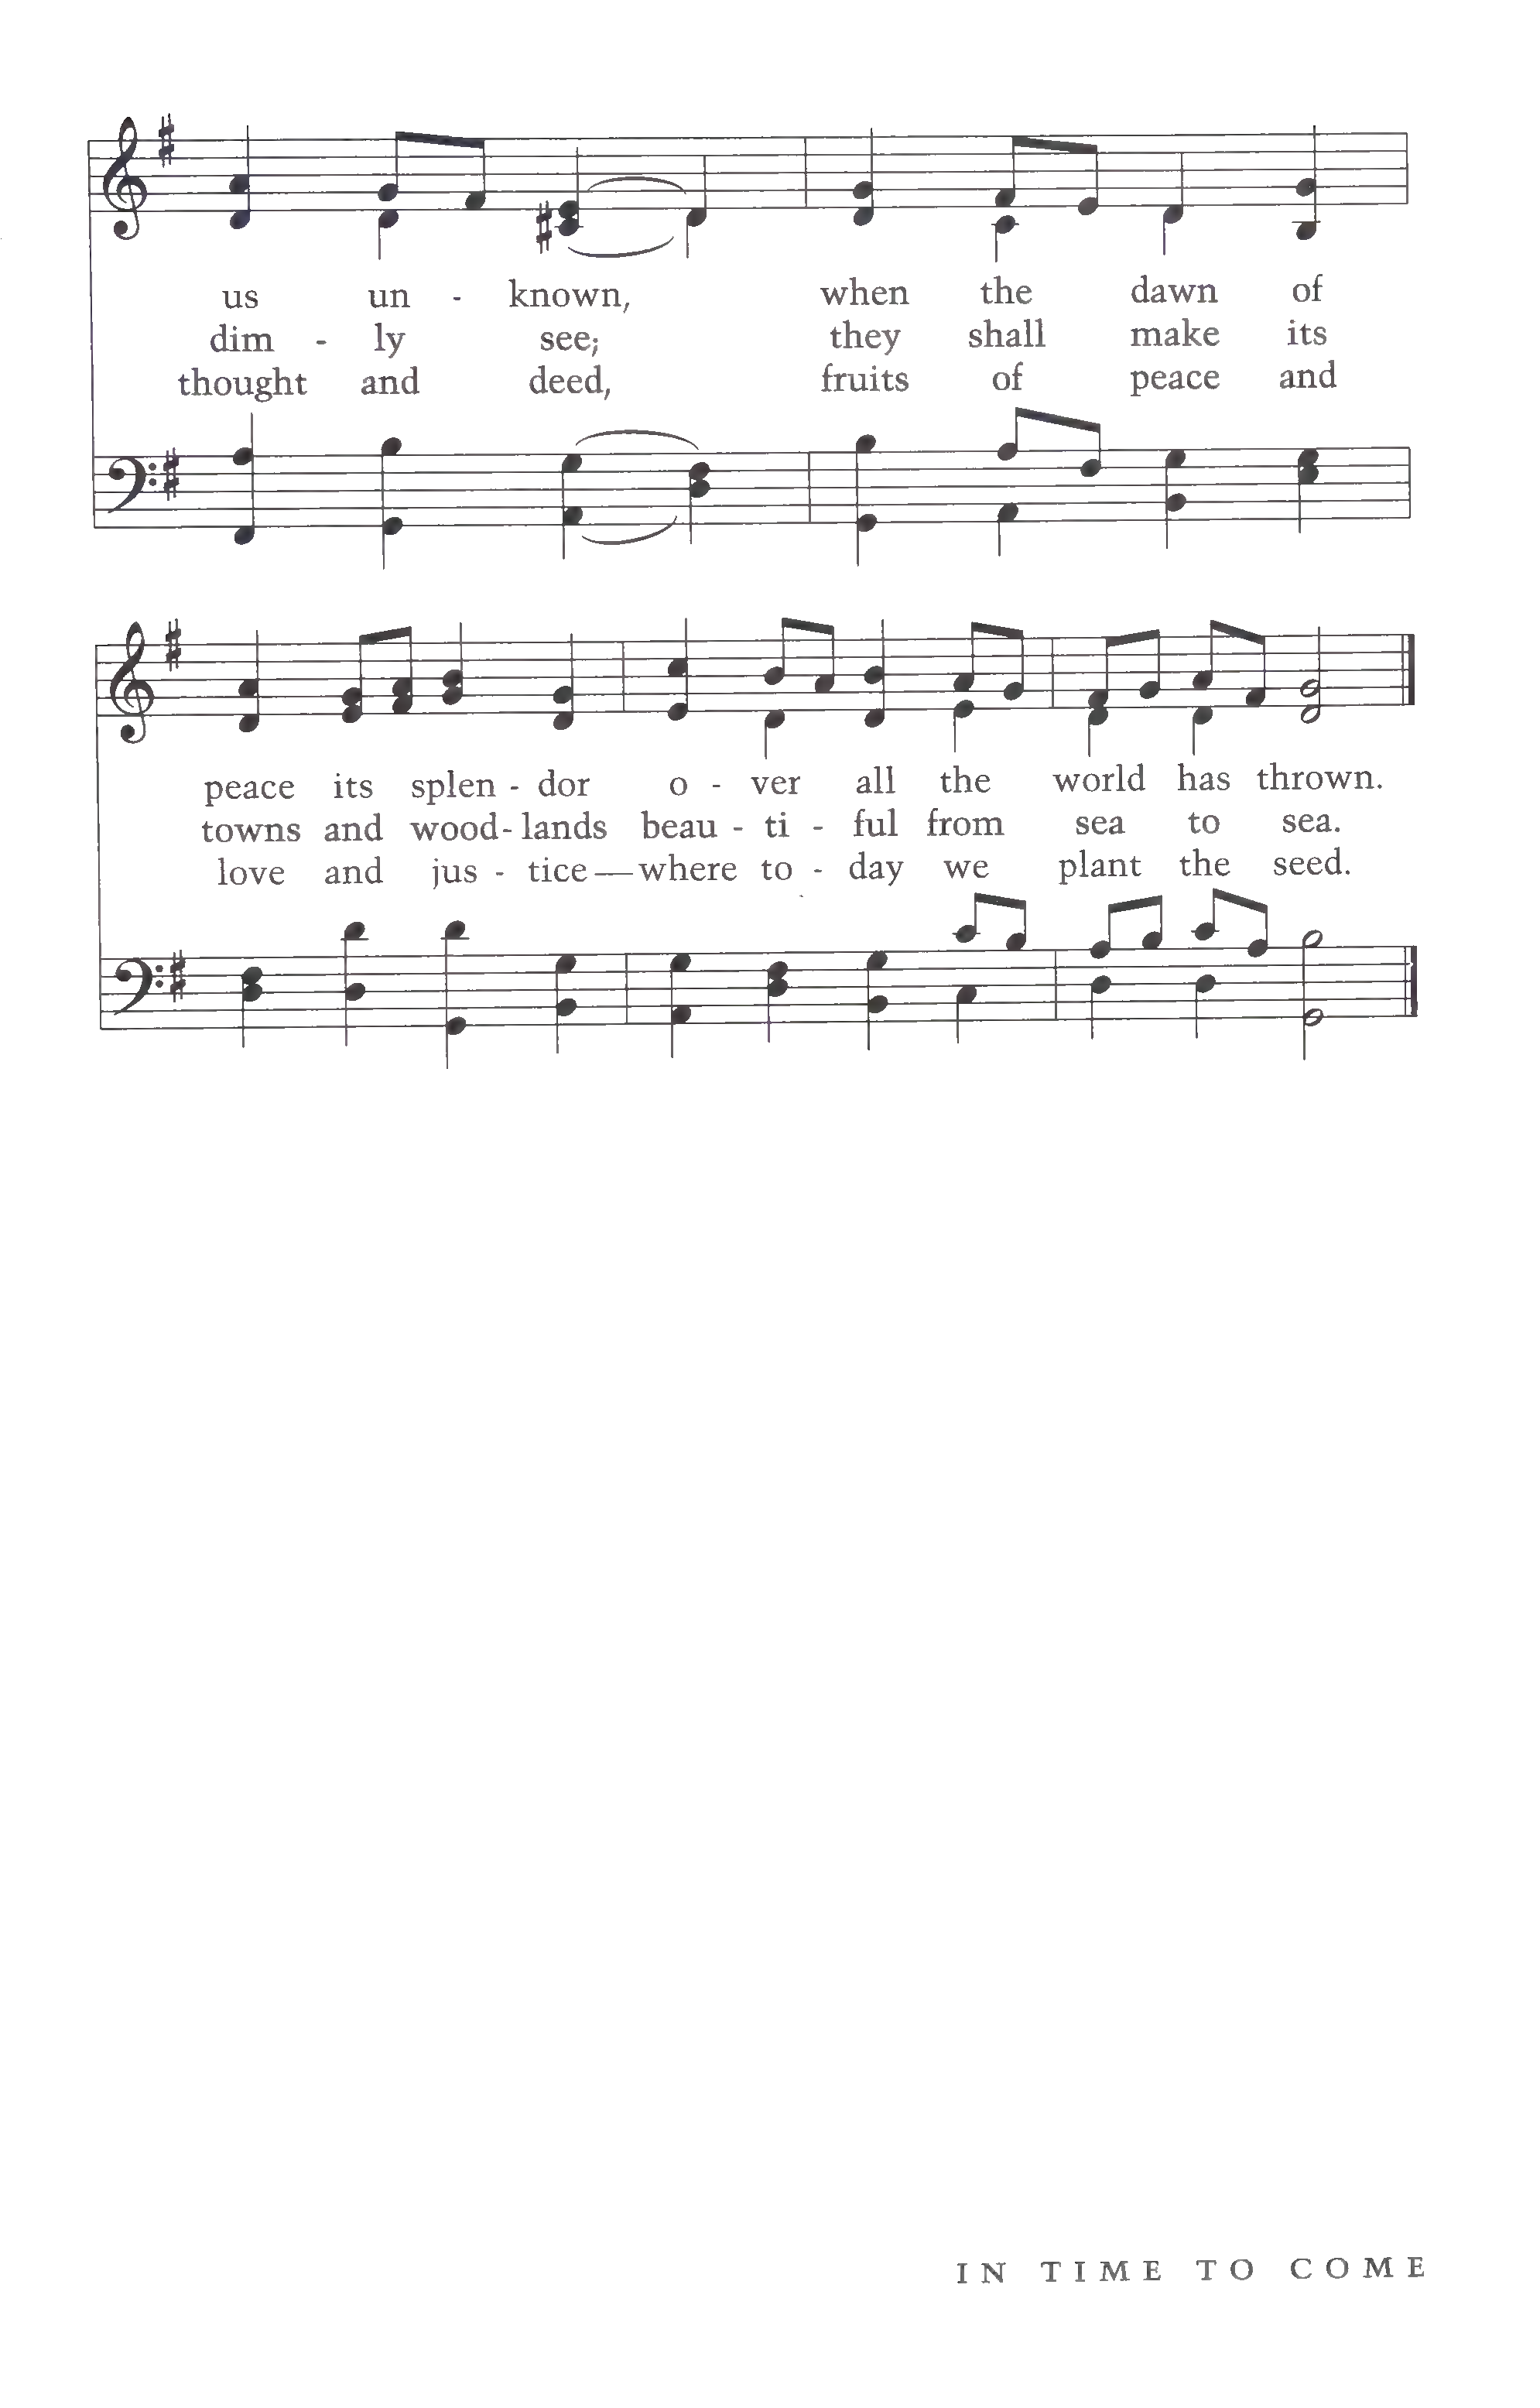 us un - known, when the dawn of
dim - ly see; they shall make its
thought and deed, fruits of peace and
peace its splen - dor o - ver all the world has thrown.
towns and wood - lands beau - ti - ful from sea to sea.
love and jus - tice — where to - day we plant the seed.
IN TIME TO COME